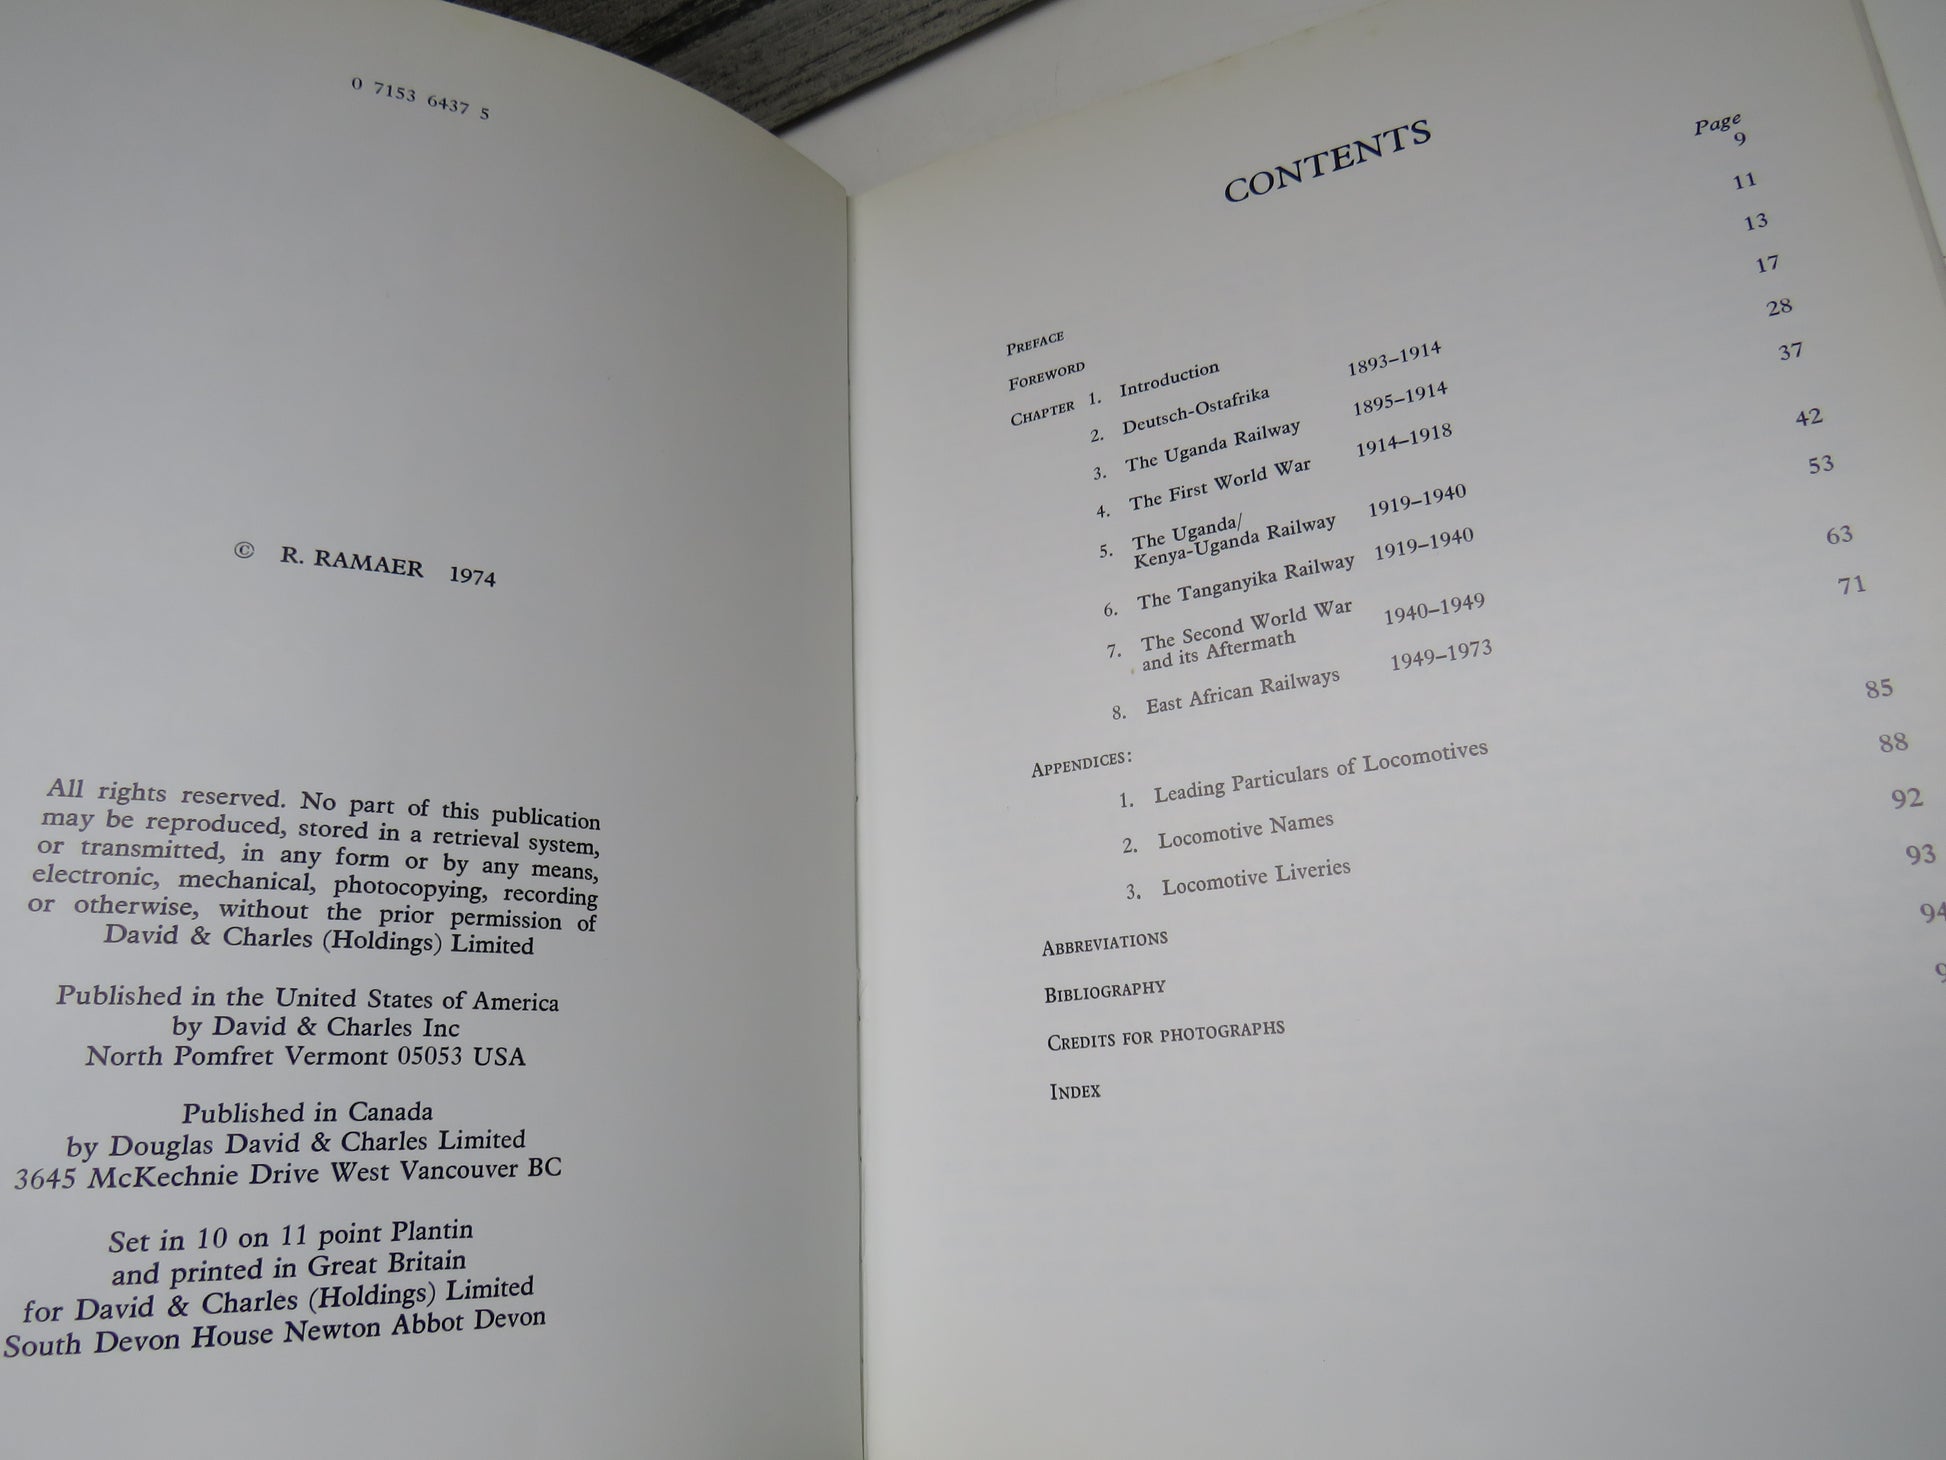 0 7153 6437 5
© R. RAMAER 1974
All rights reserved. No part of this publication
may be reproduced, stored in a retrieval system,
or transmitted, in any form or by any means,
electronic, mechanical, photocopying, recording
or otherwise, without the prior permission of
David & Charles (Holdings) Limited
Published in the United States of America
by David & Charles Inc
North Pomfret Vermont 05053 USA
Published in Canada
by Douglas David & Charles Limited
3645 McKechnie Drive West Vancouver BC
Set in 10 on 11 point Plantin
and printed in Great Britain
for David & Charles (Holdings) Limited
South Devon House Newton Abbot Devon
CONTENTS
Page
PREFACE 9
FOREWORD 11
CHAPTER 1. Introduction 13
2. Deutsch-Ostafrika 1893–1914 17
3. The Uganda Railway 1895–1914 28
4. The First World War 1914–1918 37
5. The Uganda/
Kenya-Uganda Railway 1919–1940 42
6. The Tanganyika Railway 1919–1940 53
7. The Second World War
and its Aftermath 1940–1949 63
8. East African Railways 1949–1973 71
APPENDICES:
1. Leading Particulars of Locomotives 85
2. Locomotive Names 88
3. Locomotive Liveries 92
ABBREVIATIONS 93
BIBLIOGRAPHY 94
CREDITS FOR PHOTOGRAPHS
INDEX